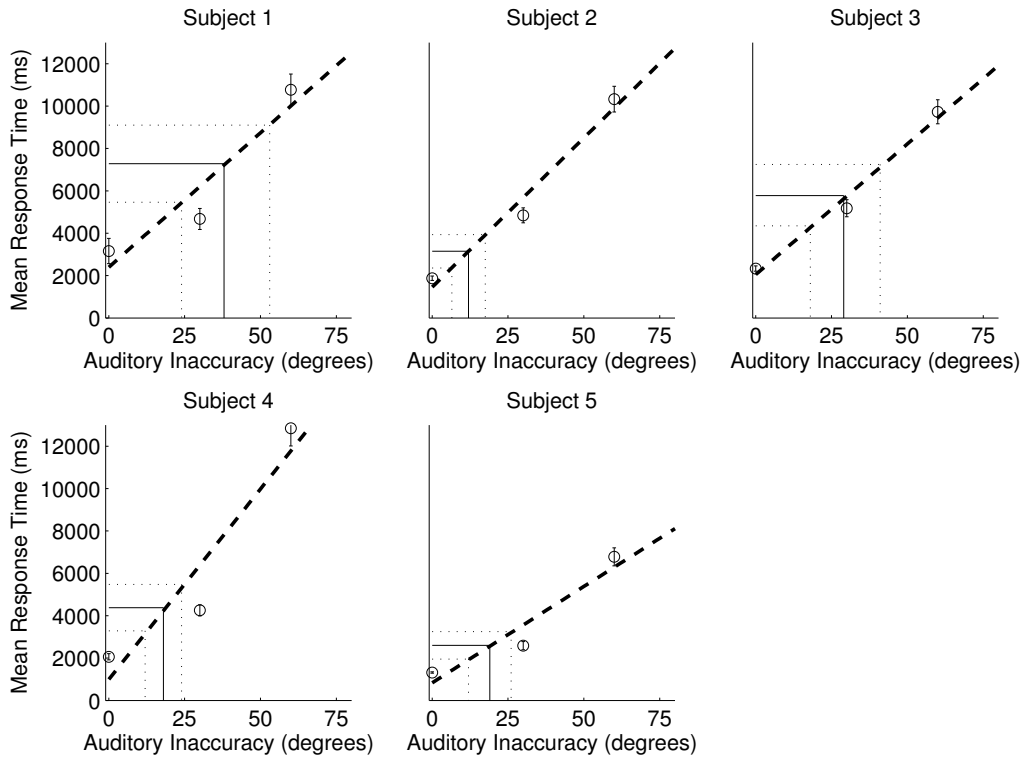 Subject 1
Subject 2
Subject 3
Mean Response Time (ms)
12000
10000
8000
6000
4000
2000
0
0 25 50 75
0 25 50 75
0 25 50 75
Auditory Inaccuracy (degrees)
Auditory Inaccuracy (degrees)
Auditory Inaccuracy (degrees)
Subject 4
Subject 5
Mean Response Time (ms)
12000
10000
8000
6000
4000
2000
0
0 25 50 75
0 25 50 75
Auditory Inaccuracy (degrees)
Auditory Inaccuracy (degrees)